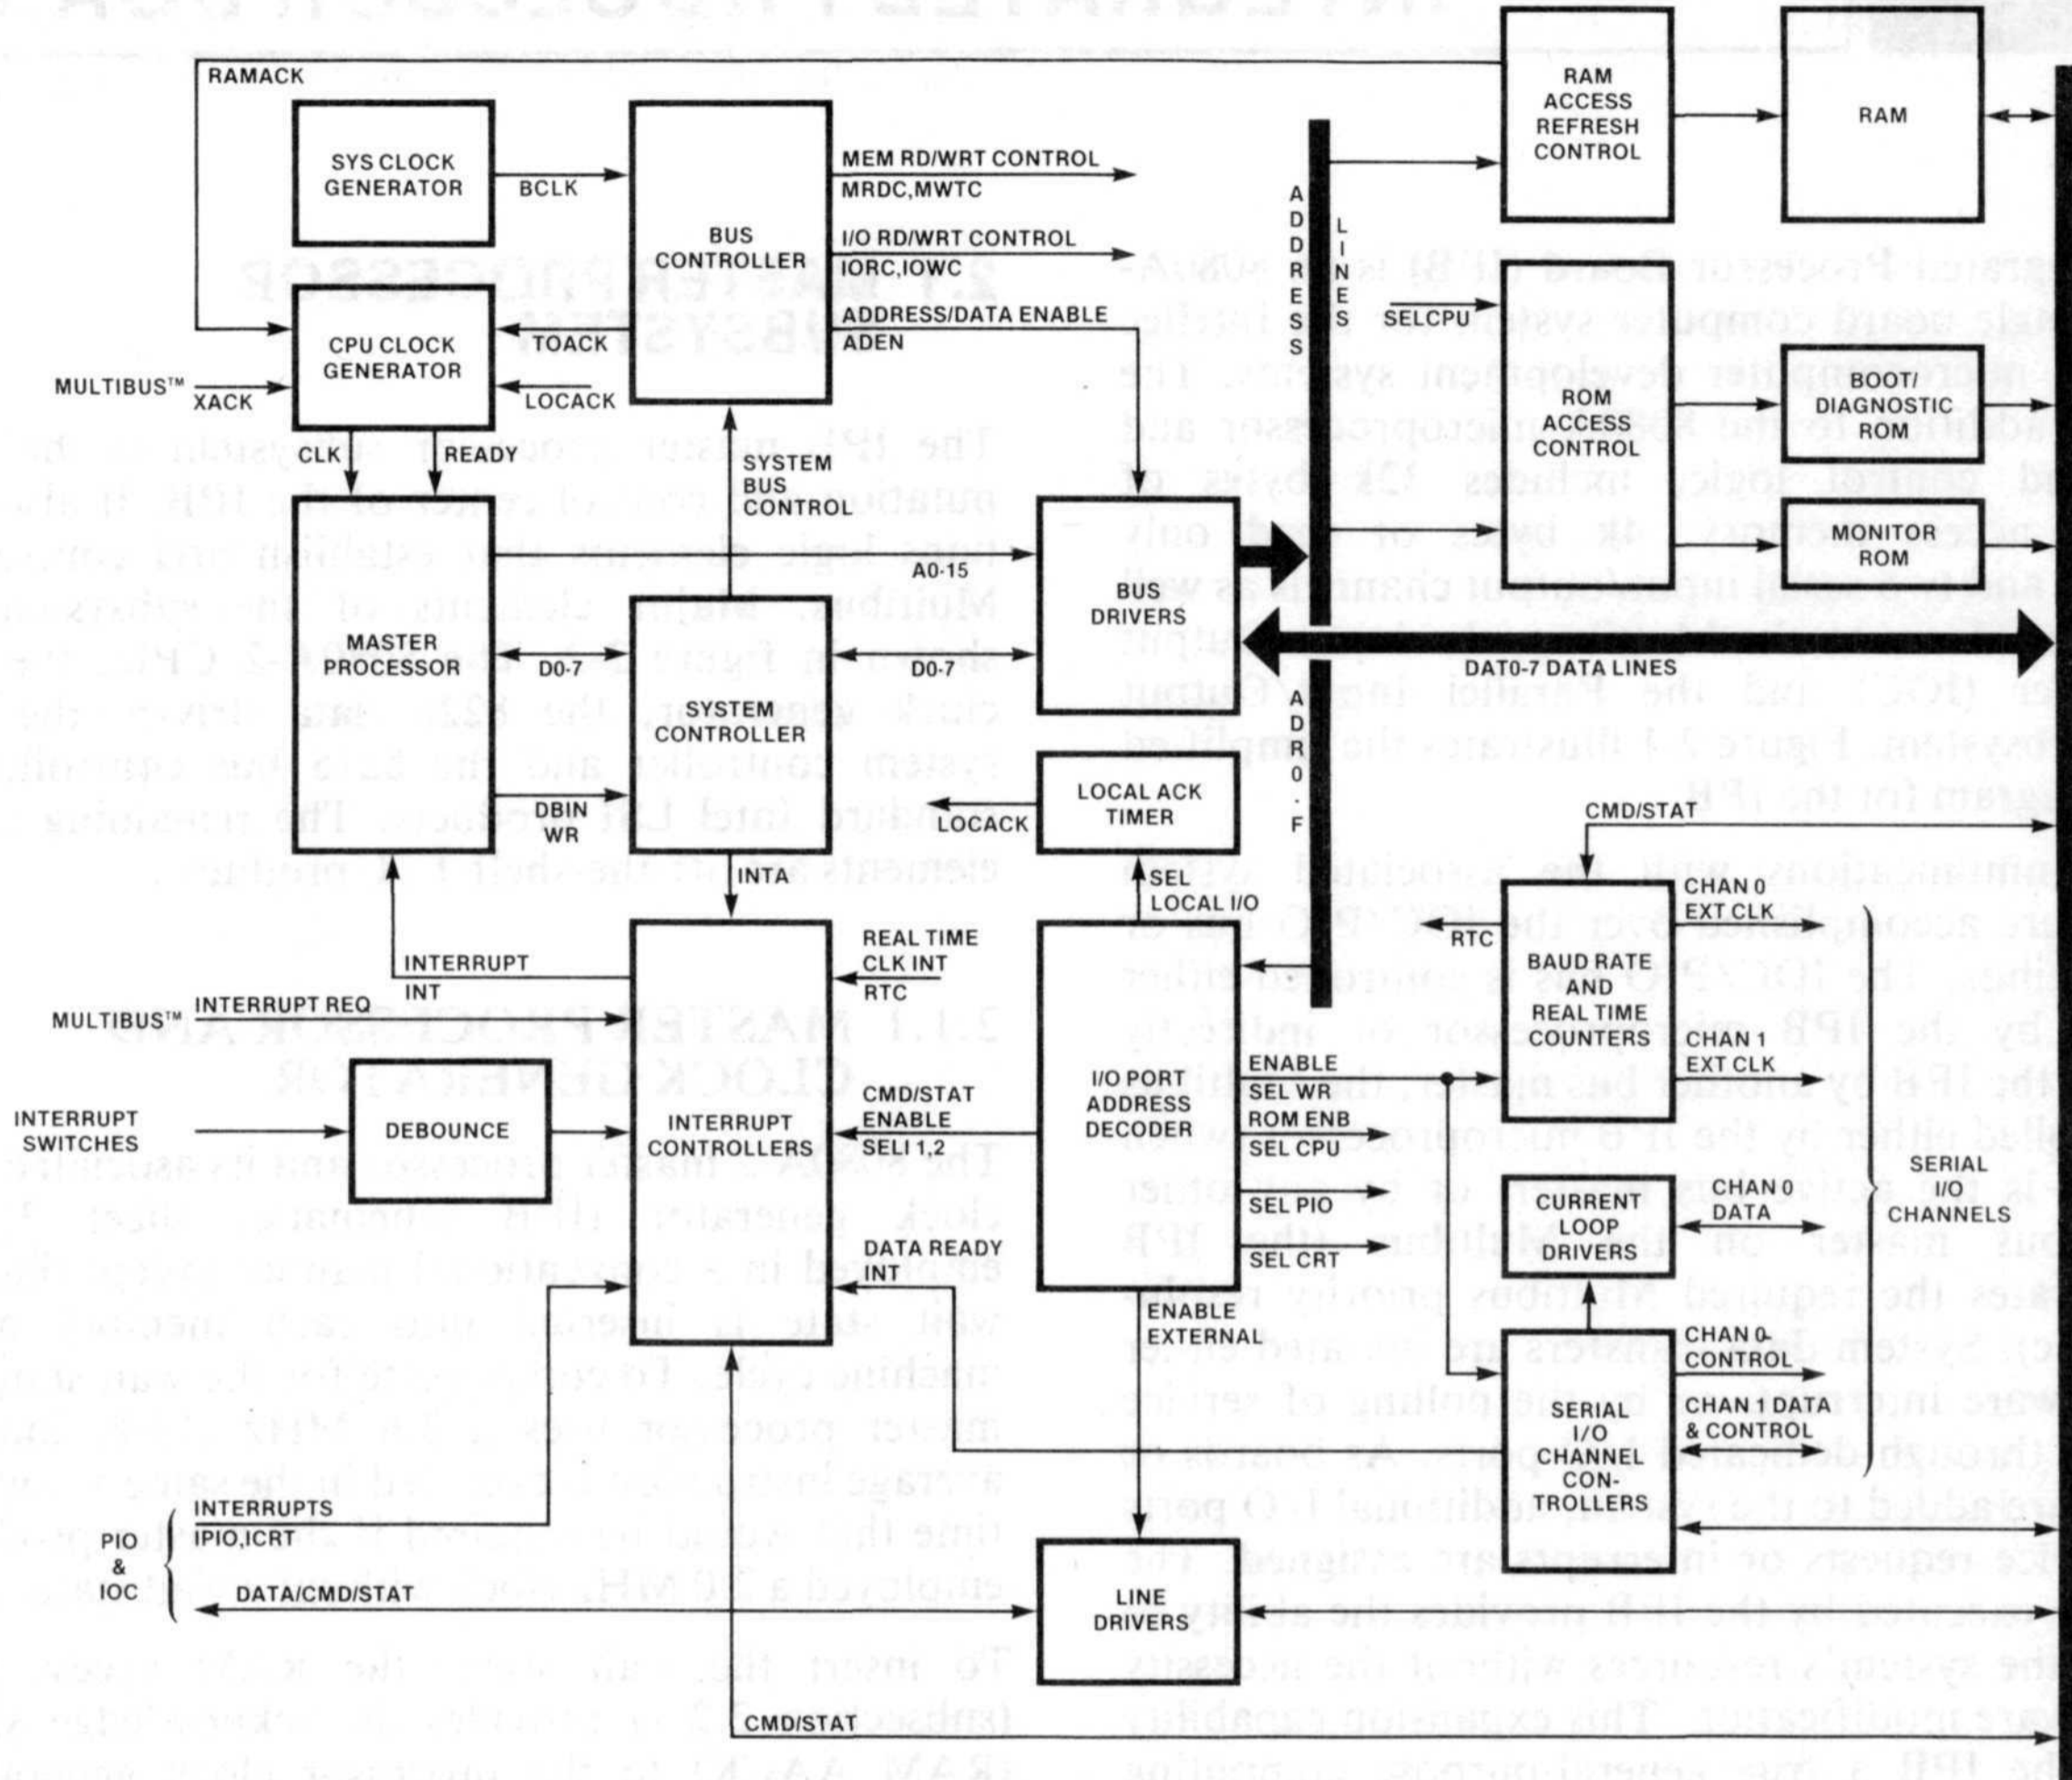 RAMACK
SYS CLOCK
GENERATOR
BCLK
BUS
CONTROLLER
MEM RD/WRT CONTROL
MRDC,MWTC
I/O RD/WRT CONTROL
IORC,IOWC
ADDRESS/DATA ENABLE
ADEN
ADDRESS
LINES
RAM
ACCESS
REFRESH
CONTROL
RAM
CPU CLOCK
GENERATOR
ITOACK
LOCACK
MULTIBUS™
XACK
CLK
READY
SYSTEM
BUS
CONTROL
SELCPU
ROM
ACCESS
CONTROL
BOOT/
DIAGNOSTIC
ROM
MONITOR
ROM
MASTER
PROCESSOR
D0-7
DBIN
WR
SYSTEM
CONTROLLER
A0-15
D0-7
BUS
DRIVERS
DAT0-7 DATA LINES
ADR0-F
LOCACK
LOCAL ACK
TIMER
SEL
LOCAL I/O
INTA
INTERRUPT
INT
MULTIBUS™
INTERRUPT REQ
REAL TIME
CLK INT
RTC
CMD/STAT
RTC
BAUD RATE
AND
REAL TIME
COUNTERS
CHAN 0
EXT CLK
CHAN 1
EXT CLK
INTERRUPT
SWITCHES
DEBOUNCE
INTERRUPT
CONTROLLERS
CMD/STAT
ENABLE
SELI 1,2
I/O PORT
ADDRESS
DECODER
ENABLE
SEL WR
ROM ENB
SEL CPU
SEL PIO
SEL CRT
CURRENT
LOOP
DRIVERS
CHAN 0
DATA
SERIAL
I/O
CHANNELS
DATA READY
INT
ENABLE
EXTERNAL
SERIAL
I/O
CHANNEL
CON-
TROLLERS
CHAN 0-
CONTROL
CHAN 1 DATA
& CONTROL
PIO
&
IOC
INTERRUPTS
IPIO,ICRT
DATA/CMD/STAT
LINE
DRIVERS
CMD/STAT